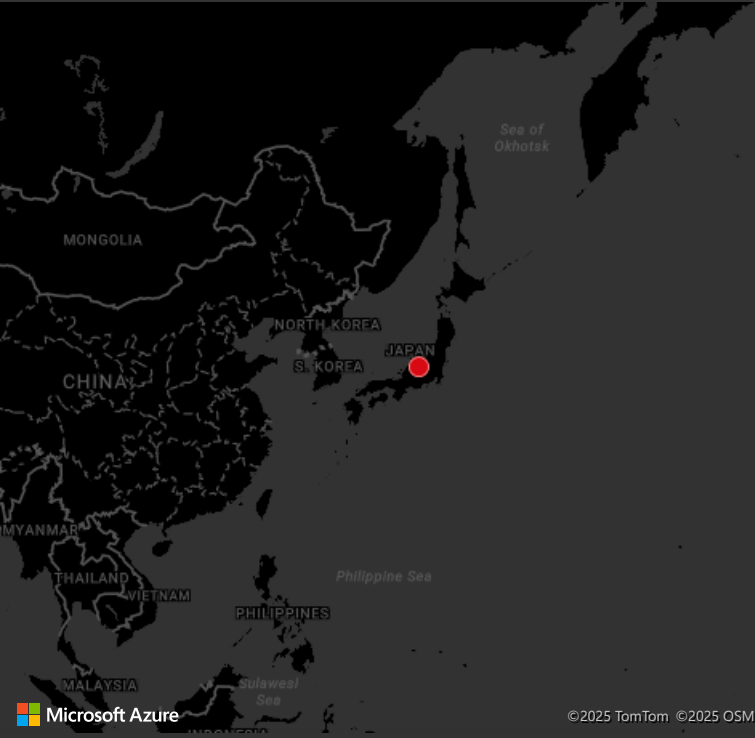 Sea of
Okhotsk
MONGOLIA
NORTH KOREA
JAPAN
S. KOREA
CHINA
MYANMAR
Philippine Sea
THAILAND
VIETNAM
PHILIPPINES
MALAYSIA
Sulawesi
Sea
Microsoft Azure
©2025 TomTom ©2025 OSM
INDONESIA